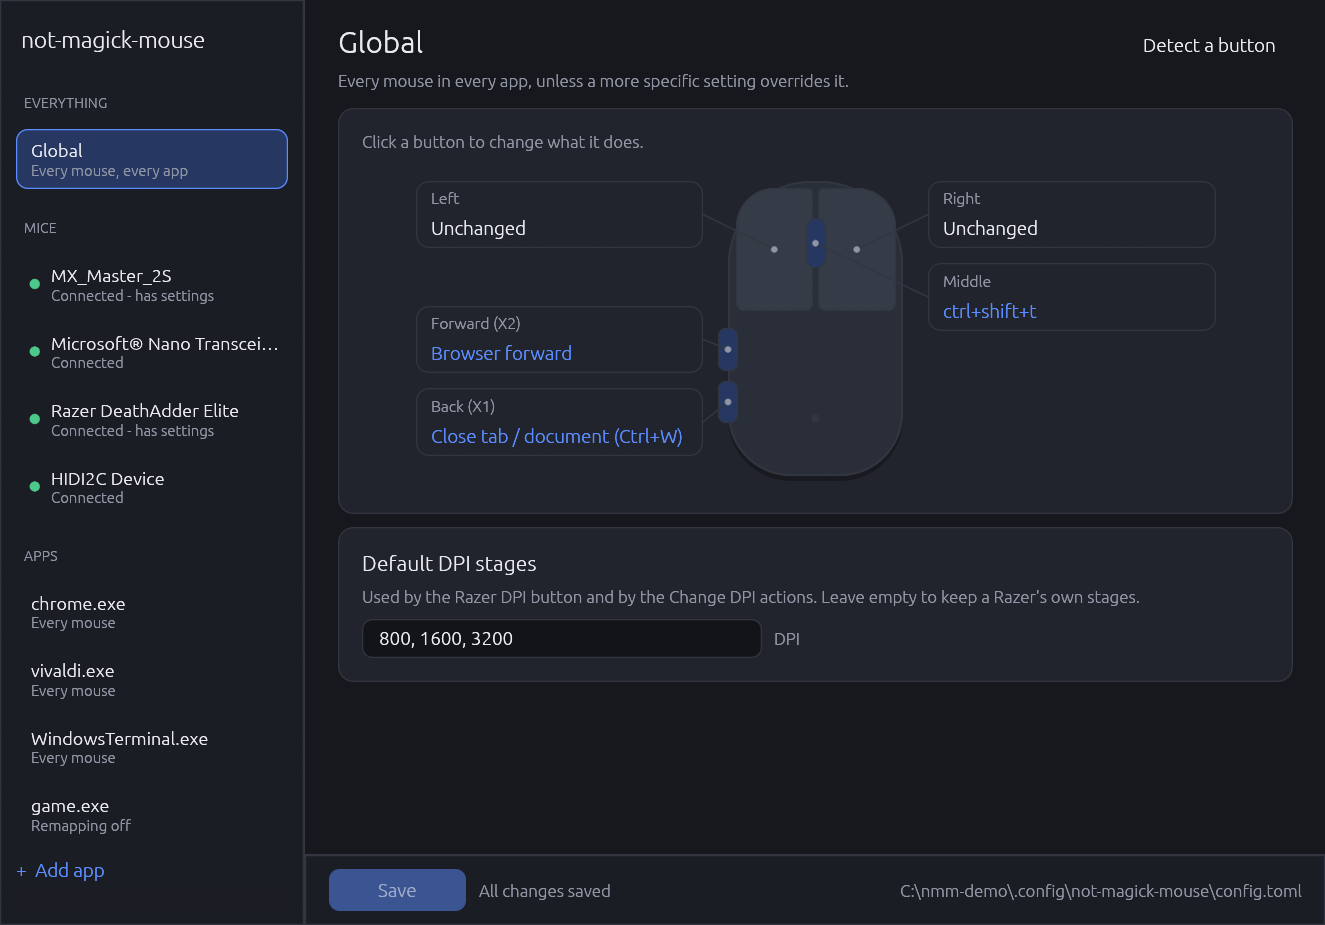 not-magick-mouse
EVERYTHING
Global
Every mouse, every app
MICE
MX_Master_2S
Connected - has settings
Microsoft® Nano Transcei...
Connected
Razer DeathAdder Elite
Connected - has settings
HIDI2C Device
Connected
APPS
chrome.exe
Every mouse
vivaldi.exe
Every mouse
WindowsTerminal.exe
Every mouse
game.exe
Remapping off
+ Add app
Global
Detect a button
Every mouse in every app, unless a more specific setting overrides it.
Click a button to change what it does.
Left
Unchanged
Right
Unchanged
Middle
ctrl+shift+t
Forward (X2)
Browser forward
Back (X1)
Close tab / document (Ctrl+W)
Default DPI stages
Used by the Razer DPI button and by the Change DPI actions. Leave empty to keep a Razer's own stages.
800, 1600, 3200
DPI
Save
All changes saved
C:\nmm-demo\.config\not-magick-mouse\config.toml